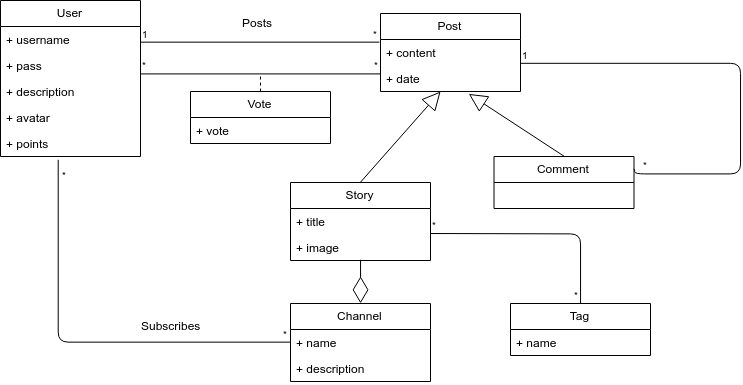 User
+ username
+ pass
+ description
+ avatar
+ points
Posts
1
*
*
*
Post
+ content
+ date
1
*
Vote
+ vote
Comment
Story
+ title
+ image
*
*
*
Subscribes
*
Channel
+ name
+ description
Tag
+ name